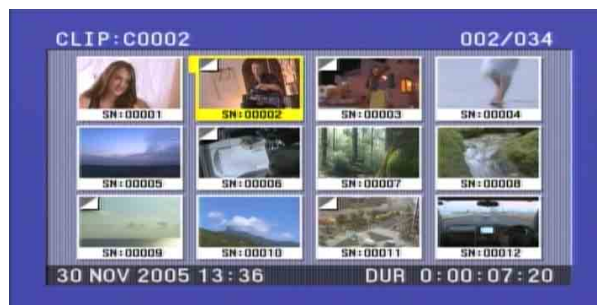 CLIP:C0002 002/034
SN:00001 SN:00002 SN:00003 SN:00004
SN:00005 SN:00006 SN:00007 SN:00008
SN:00009 SN:00010 SN:00011 SN:00012
30 NOV 2005 13:36 DUR 0:00:07:20